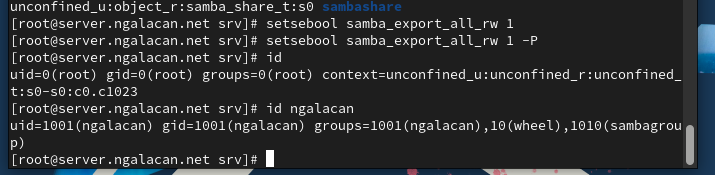 unconfined_u:object_r:samba_share_t:s0 sambashare
[root@server.ngalacan.net srv]# setsebool samba_export_all_rw 1
[root@server.ngalacan.net srv]# setsebool samba_export_all_rw 1 -P
[root@server.ngalacan.net srv]# id
uid=0(root) gid=0(root) groups=0(root) context=unconfined_u:unconfined_r:unconfined_
t:s0-s0:c0.c1023
[root@server.ngalacan.net srv]# id ngalacan
uid=1001(ngalacan) gid=1001(ngalacan) groups=1001(ngalacan),10(wheel),1010(sambagrou
p)
[root@server.ngalacan.net srv]#